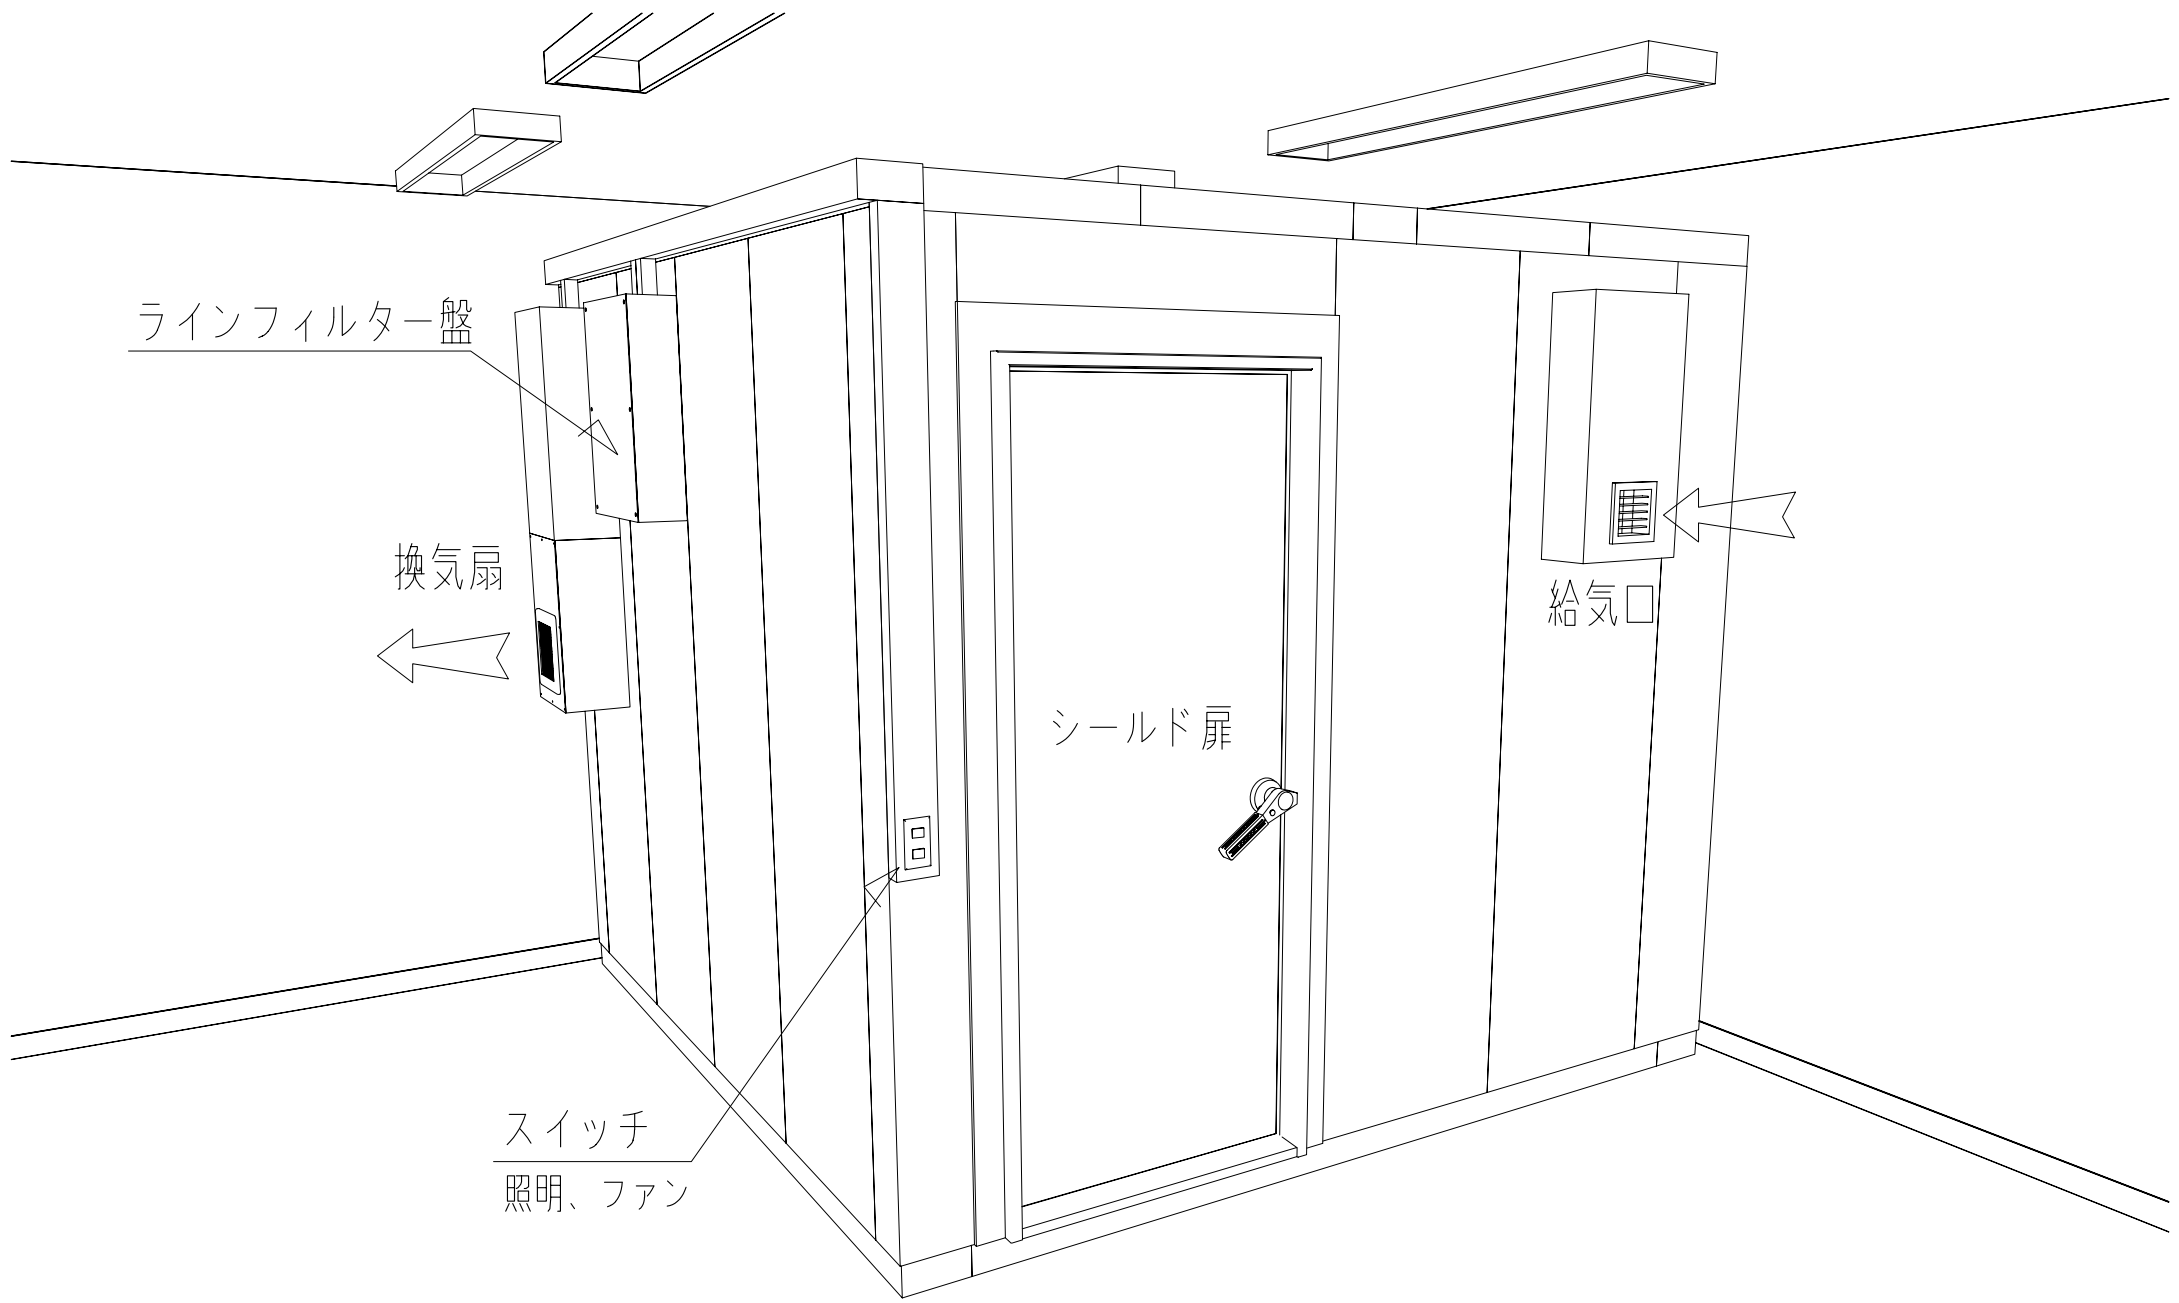 ラインフィルター盤
換気扇
給気口
シールド扉
スイッチ
照明、ファン